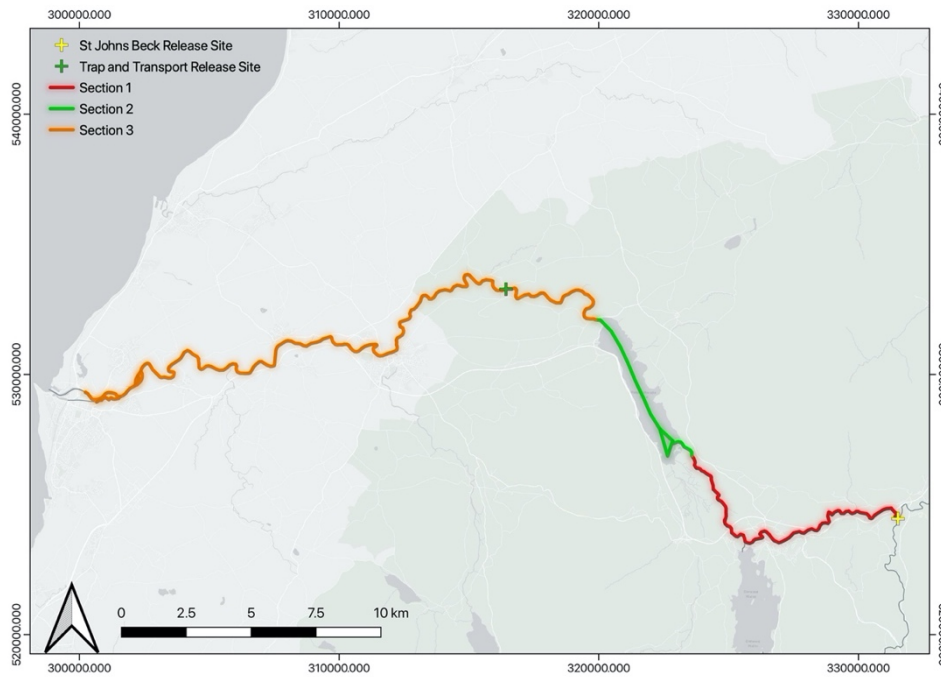 300000.000 310000.000 320000.000 330000.000
St Johns Beck Release Site
Trap and Transport Release Site
Section 1
Section 2
Section 3
540000.000
530000.000
520000.000
0 2.5 5 7.5 10 km
300000.000 310000.000 320000.000 330000.000